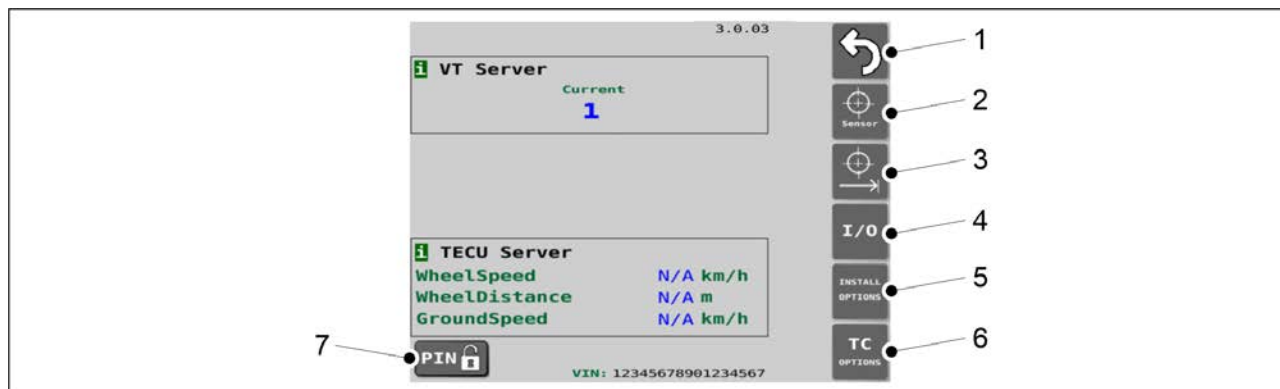 3.0.03
i VT Server
Current
1
i TECU Server
WheelSpeed N/A km/h
WheelDistance N/A m
GroundSpeed N/A km/h
PIN
VIN: 12345678901234567
Sensor
I/O
INSTALL
OPTIONS
TC
OPTIONS
1
2
3
4
5
6
7